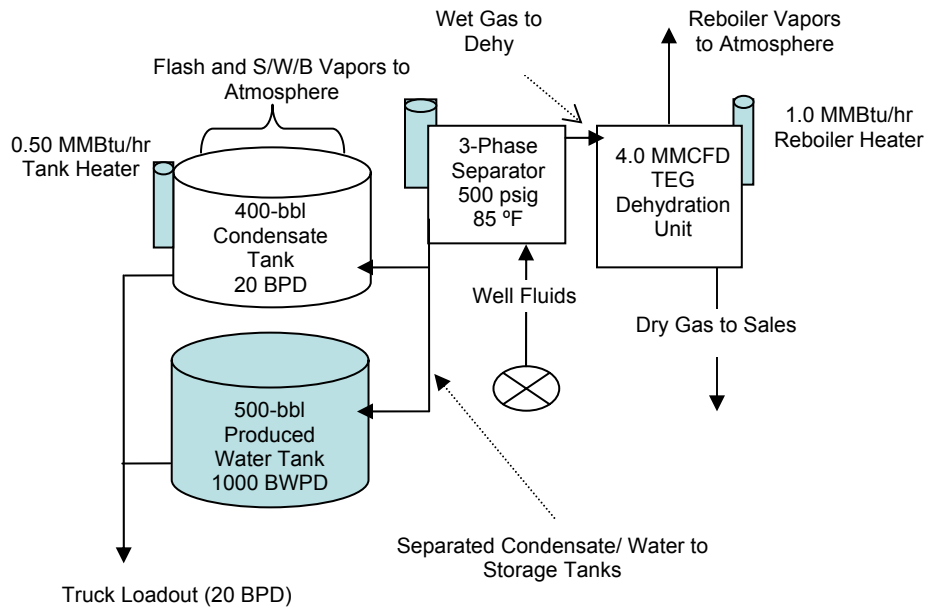 Wet Gas to
Dehy
Reboiler Vapors
to Atmosphere
Flash and S/W/B Vapors to
Atmosphere
0.50 MMBtu/hr
Tank Heater
3-Phase
Separator
500 psig
85 ºF
4.0 MMCFD
TEG
Dehydration
Unit
1.0 MMBtu/hr
Reboiler Heater
400-bbl
Condensate
Tank
20 BPD
Well Fluids
Dry Gas to Sales
500-bbl
Produced
Water Tank
1000 BWPD
Separated Condensate/ Water to
Storage Tanks
Truck Loadout (20 BPD)